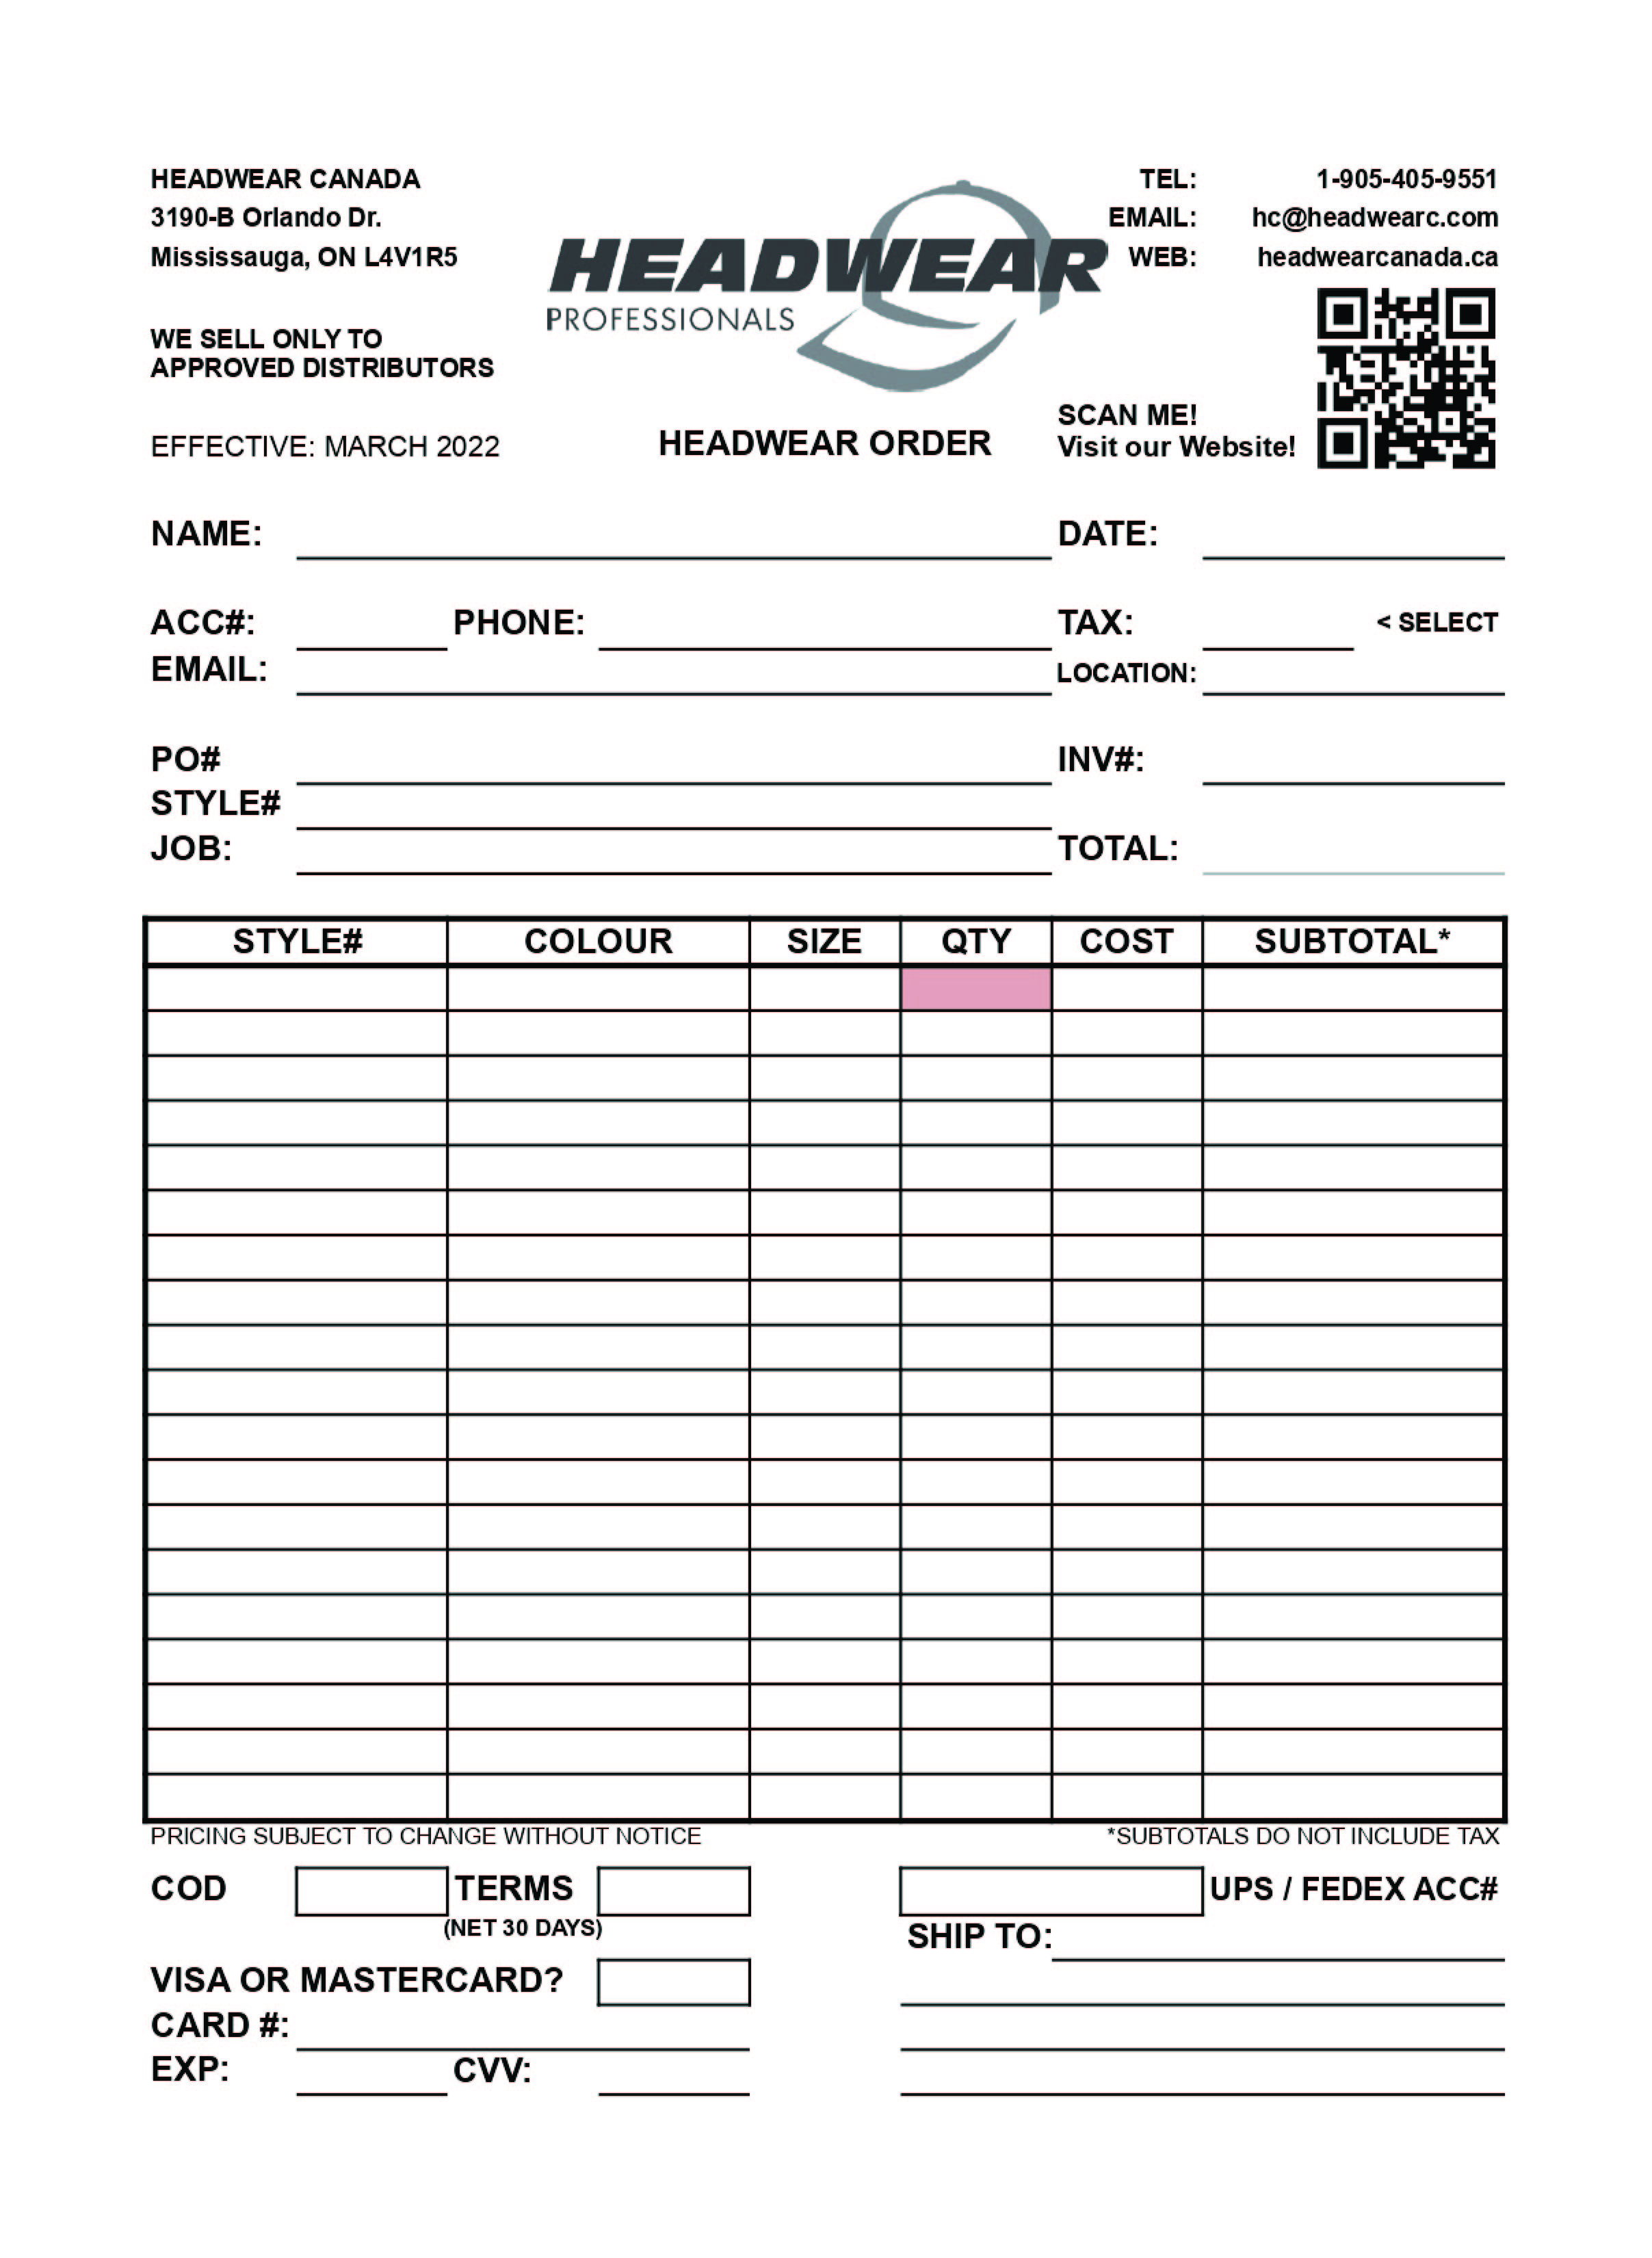 HEADWEAR CANADA
3190-B Orlando Dr.
Mississauga, ON L4V1R5
WE SELL ONLY TO
APPROVED DISTRIBUTORS
EFFECTIVE: MARCH 2022
HEADWEAR
PROFESSIONALS
HEADWEAR ORDER
TEL: 1-905-405-9551
EMAIL: hc@headwearc.com
WEB: headwearcanada.ca
SCAN ME!
Visit our Website!
NAME: DATE:
ACC#: PHONE: TAX: < SELECT
EMAIL: LOCATION:
PO# INV#:
STYLE#
JOB: TOTAL:
STYLE# COLOUR SIZE QTY COST SUBTOTAL*
PRICING SUBJECT TO CHANGE WITHOUT NOTICE *SUBTOTALS DO NOT INCLUDE TAX
COD TERMS UPS / FEDEX ACC#
(NET 30 DAYS)
SHIP TO:
VISA OR MASTERCARD?
CARD #:
EXP: CVV: